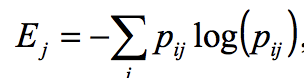 E_j = -∑_i p_ij log(p_ij),